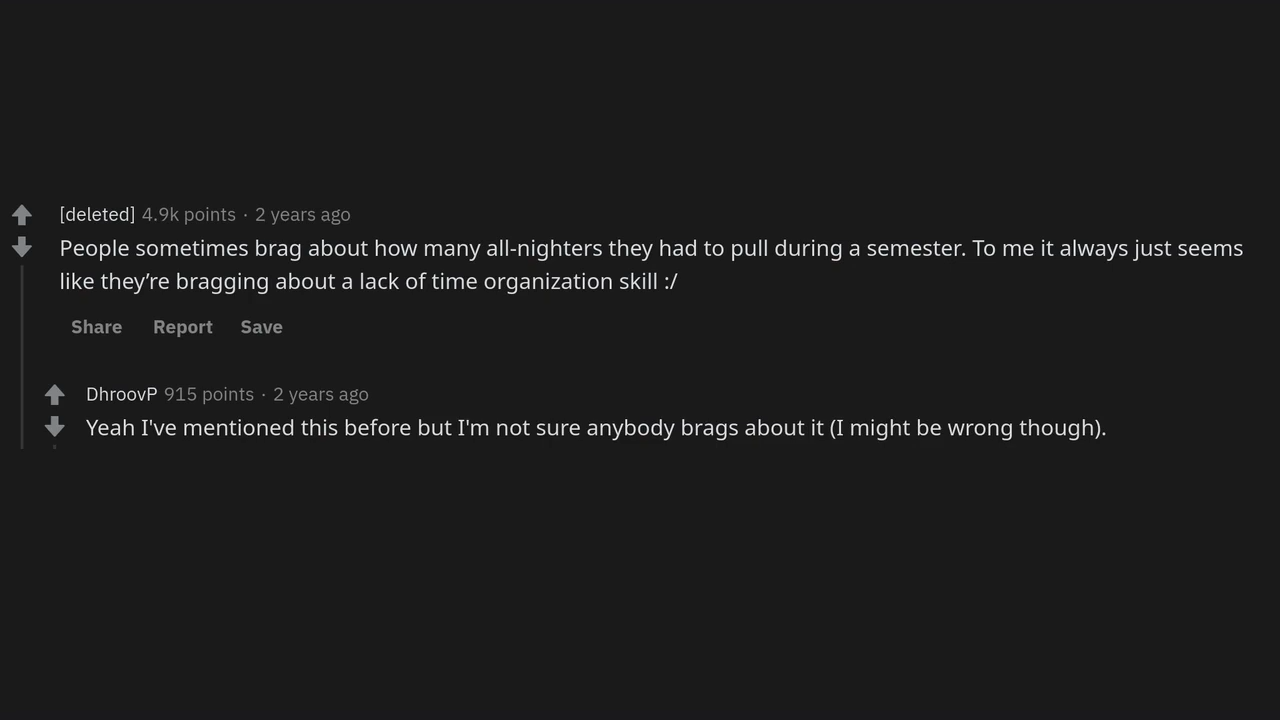 [deleted] 4.9k points · 2 years ago
People sometimes brag about how many all-nighters they had to pull during a semester. To me it always just seems
like they’re bragging about a lack of time organization skill :/
Share Report Save
DhroovP 915 points · 2 years ago
Yeah I've mentioned this before but I'm not sure anybody brags about it (I might be wrong though).